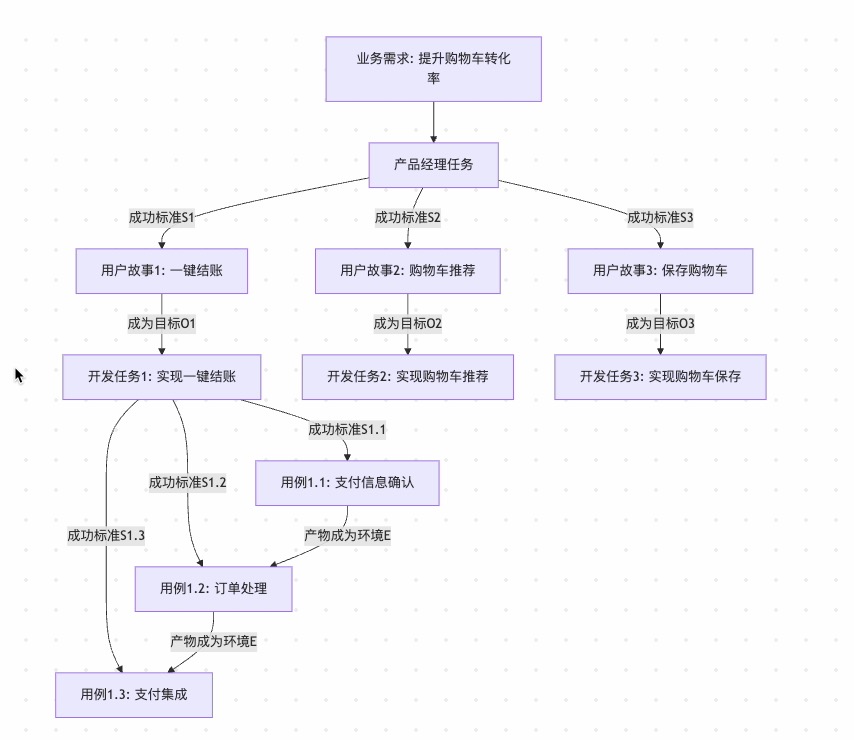 业务需求: 提升购物车转化
率
产品经理任务
成功标准S1
成功标准S2
成功标准S3
用户故事1: 一键结账
用户故事2: 购物车推荐
用户故事3: 保存购物车
成为目标O1
成为目标O2
成为目标O3
开发任务1: 实现一键结账
开发任务2: 实现购物车推荐
开发任务3: 实现购物车保存
成功标准S1.1
成功标准S1.2
用例1.1: 支付信息确认
成功标准S1.3
产物成为环境E
用例1.2: 订单处理
产物成为环境E
用例1.3: 支付集成